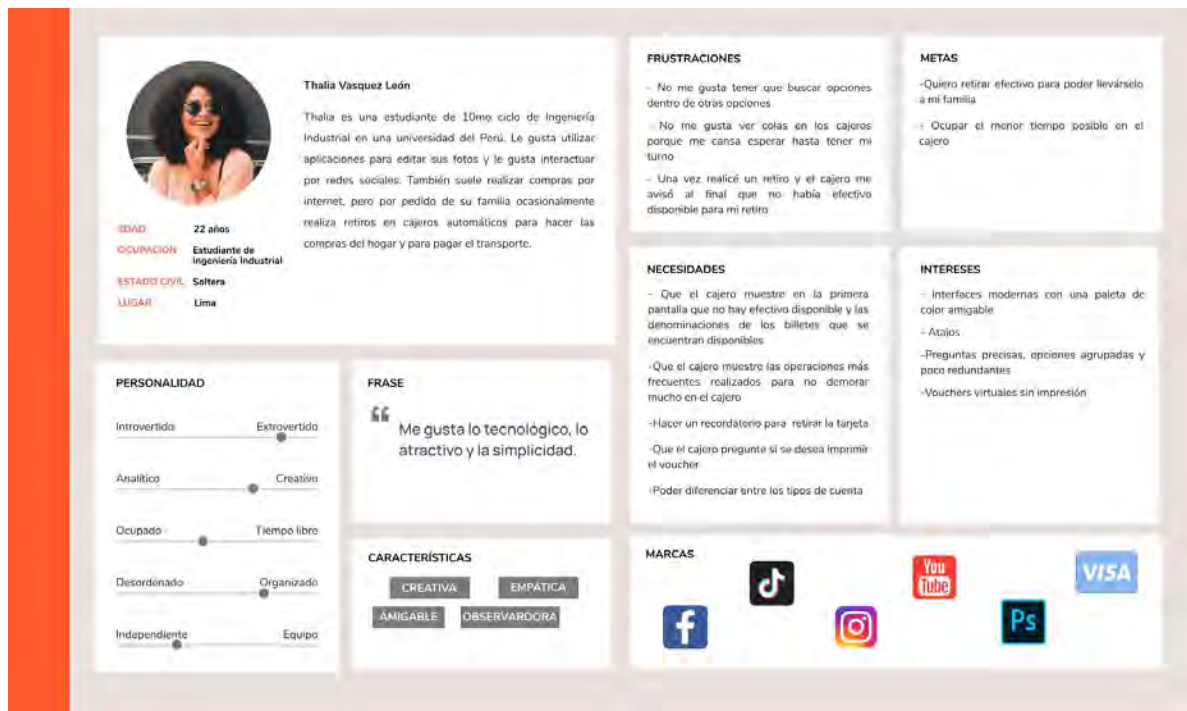 Thalia Vasquez León
Thalia es una estudiante de 10mo ciclo de Ingeniería
Industrial en una universidad del Perú. Le gusta utilizar
aplicaciones para editar sus fotos y le gusta interactuar
por redes sociales. También suele realizar compras por
internet, pero por pedido de su familia ocasionalmente
realiza retiros en cajeros automáticos para hacer las
compras del hogar y para pagar el transporte.
EDAD 22 años
OCUPACIÓN Estudiante de
Ingeniería Industrial
ESTADO CIVIL Soltera
LUGAR Lima
FRUSTRACIONES
- No me gusta tener que buscar opciones
dentro de otras opciones
- No me gusta ver colas en los cajeros
porque me cansa esperar hasta tener mi
turno
- Una vez realicé un retiro y el cajero me
avisó al final que no había efectivo
disponible para mi retiro
METAS
-Quiero retirar efectivo para poder llevárselo
a mi familia
- Ocupar el menor tiempo posible en el
cajero
NECESIDADES
- Que el cajero muestre en la primera
pantalla que no hay efectivo disponible y las
denominaciones de los billetes que se
encuentran disponibles
-Que el cajero muestre las operaciones más
frecuentes realizados para no demorar
mucho en el cajero
-Hacer un recordatorio para retirar la tarjeta
-Que el cajero pregunte si se desea imprimir
el voucher
-Poder diferenciar entre los tipos de cuenta
INTERESES
- Interfaces modernas con una paleta de
color amigable
- Atajos
-Preguntas precisas, opciones agrupadas y
poco redundantes
-Vouchers virtuales sin impresión
PERSONALIDAD
Introvertido Extrovertido
Analítico Creativo
Ocupado Tiempo libre
Desordenado Organizado
Independiente Equipo
FRASE
“ Me gusta lo tecnológico, lo
atractivo y la simplicidad.
CARACTERÍSTICAS
CREATIVA EMPÁTICA
ÁMIGABLE OBSERVARDORA
MARCAS
You
Tube
VISA
f
Ps